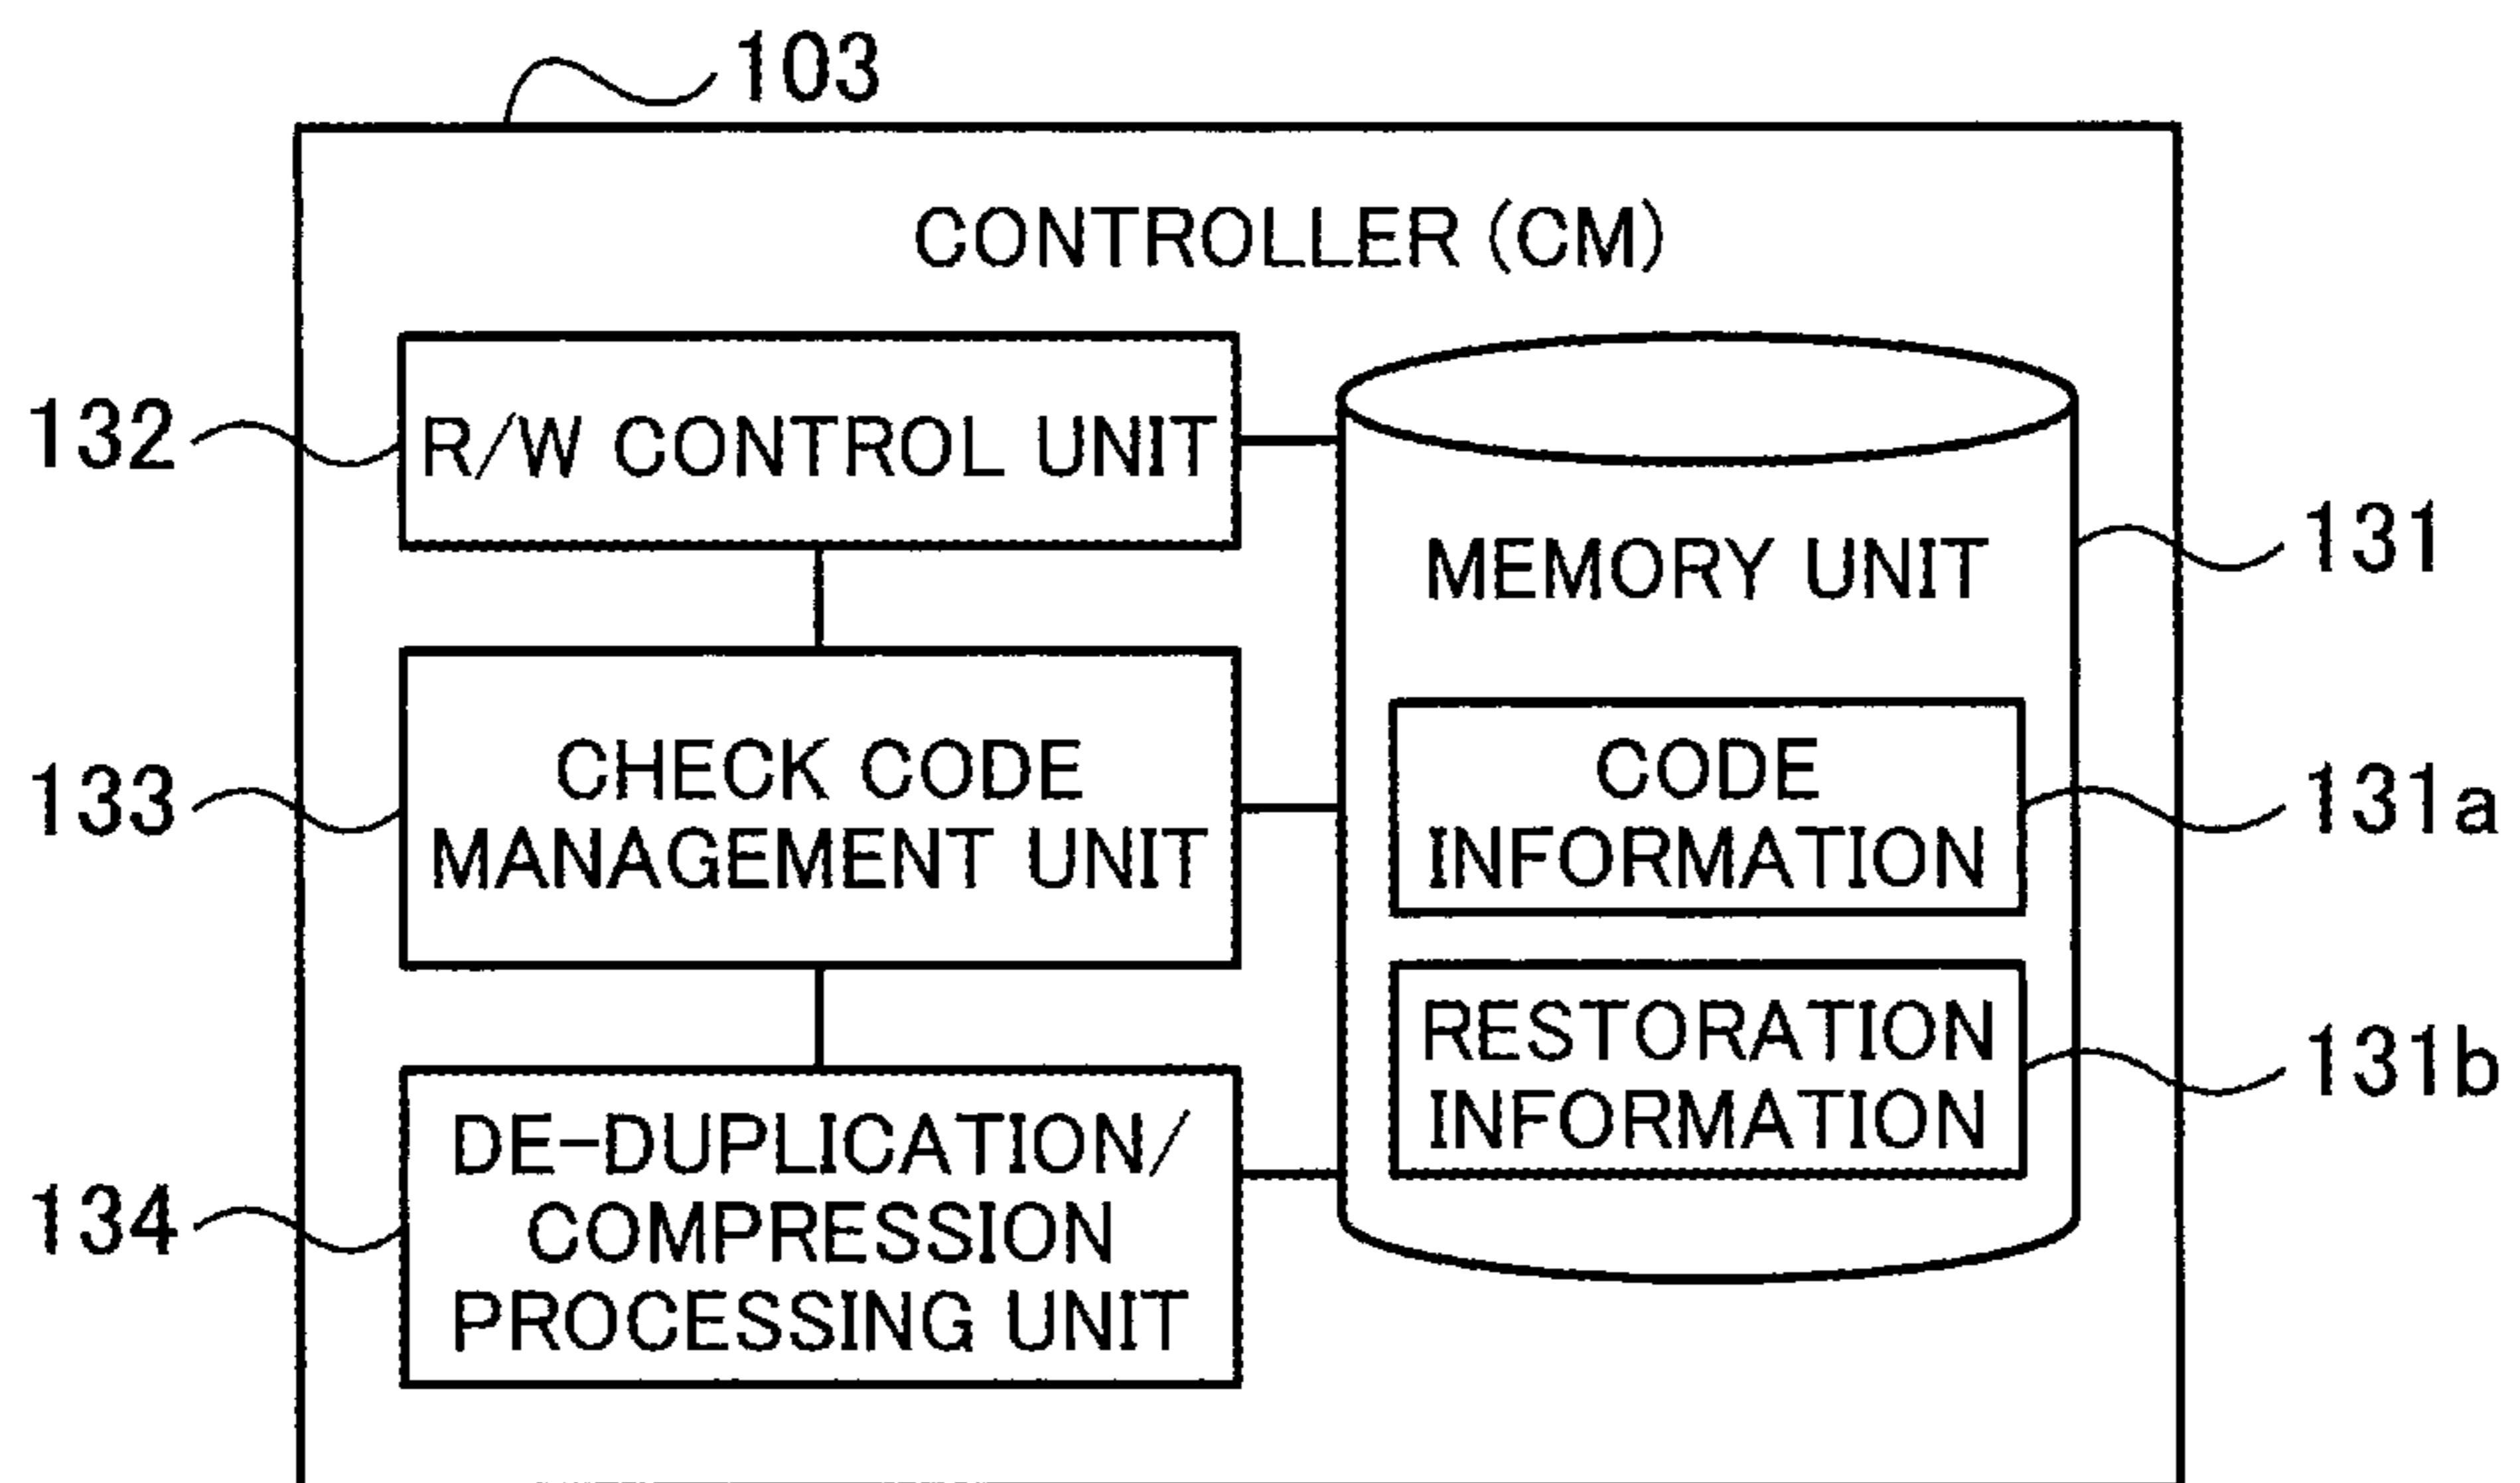 103
CONTROLLER (CM)
132
R/W CONTROL UNIT
MEMORY UNIT
131
133
CHECK CODE
MANAGEMENT UNIT
CODE
INFORMATION
131a
RESTORATION
INFORMATION
131b
134
DE-DUPLICATION/
COMPRESSION
PROCESSING UNIT